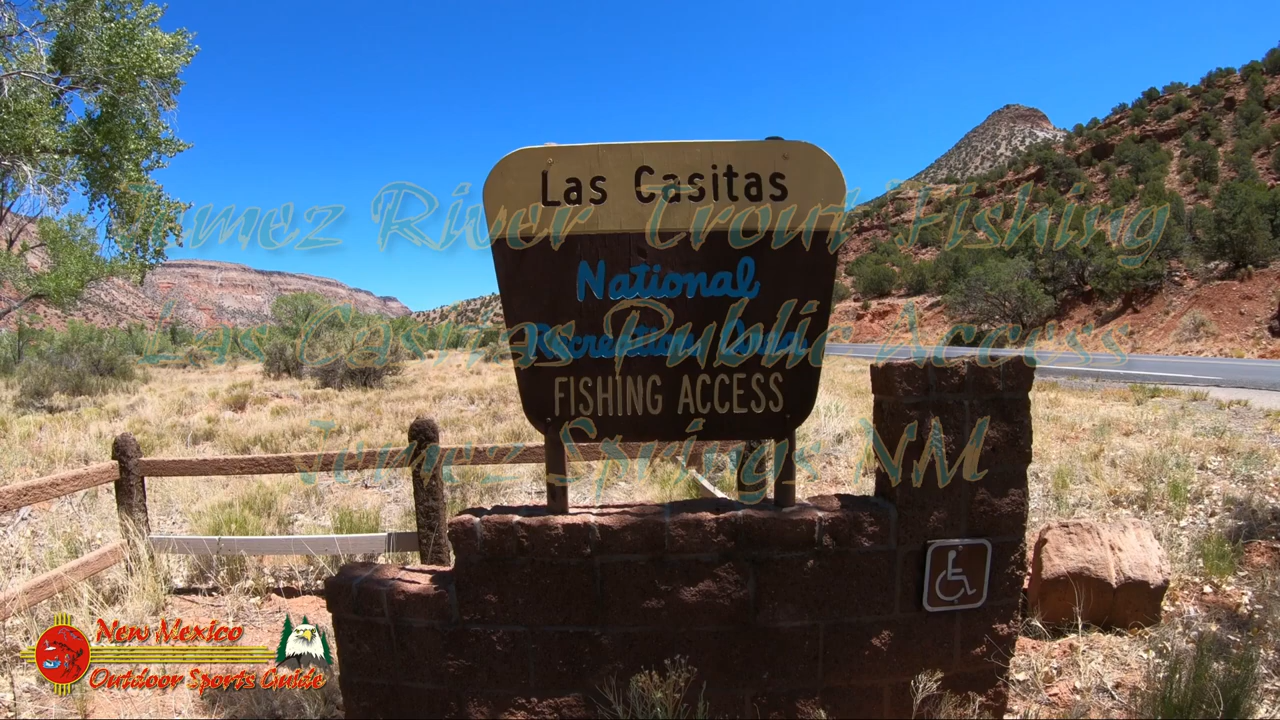 Las Casitas
Jemez River Trout Fishing
National
Las Casitas Public Access
Recreation Area
FISHING ACCESS
Jemez Springs NM
New Mexico
Outdoor Sports Guide